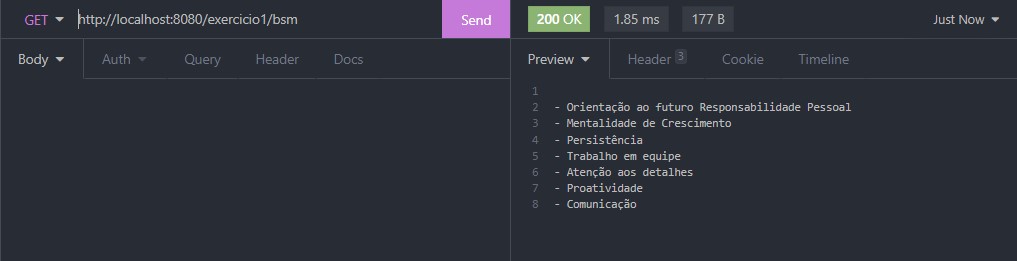 GET http://localhost:8080/exercicio1/bsm Send 200 OK 1.85 ms 177 B Just Now
Body Auth Query Header Docs Preview Header 3 Cookie Timeline
1
2 - Orientação ao futuro Responsabilidade Pessoal
3 - Mentalidade de Crescimento
4 - Persistência
5 - Trabalho em equipe
6 - Atenção aos detalhes
7 - Proatividade
8 - Comunicação